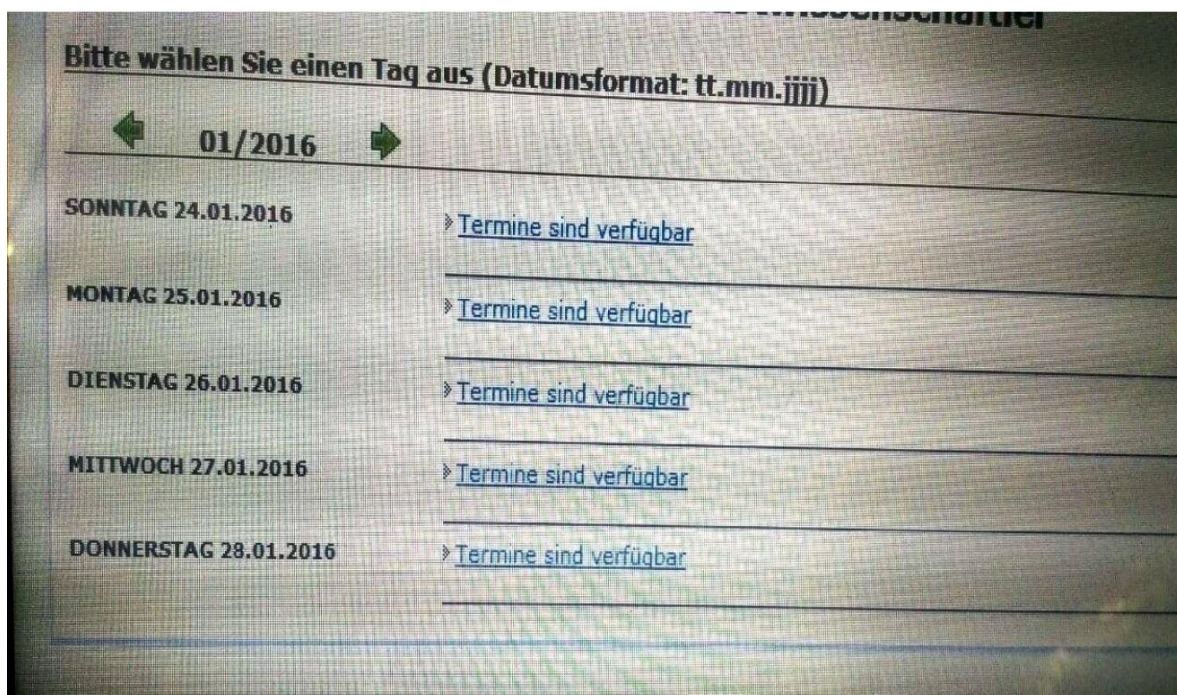 Bitte wählen Sie einen Tag aus (Datumsformat: tt.mm.jjjj)
01/2016
SONNTAG 24.01.2016 Termine sind verfügbar
MONTAG 25.01.2016 Termine sind verfügbar
DIENSTAG 26.01.2016 Termine sind verfügbar
MITTWOCH 27.01.2016 Termine sind verfügbar
DONNERSTAG 28.01.2016 Termine sind verfügbar